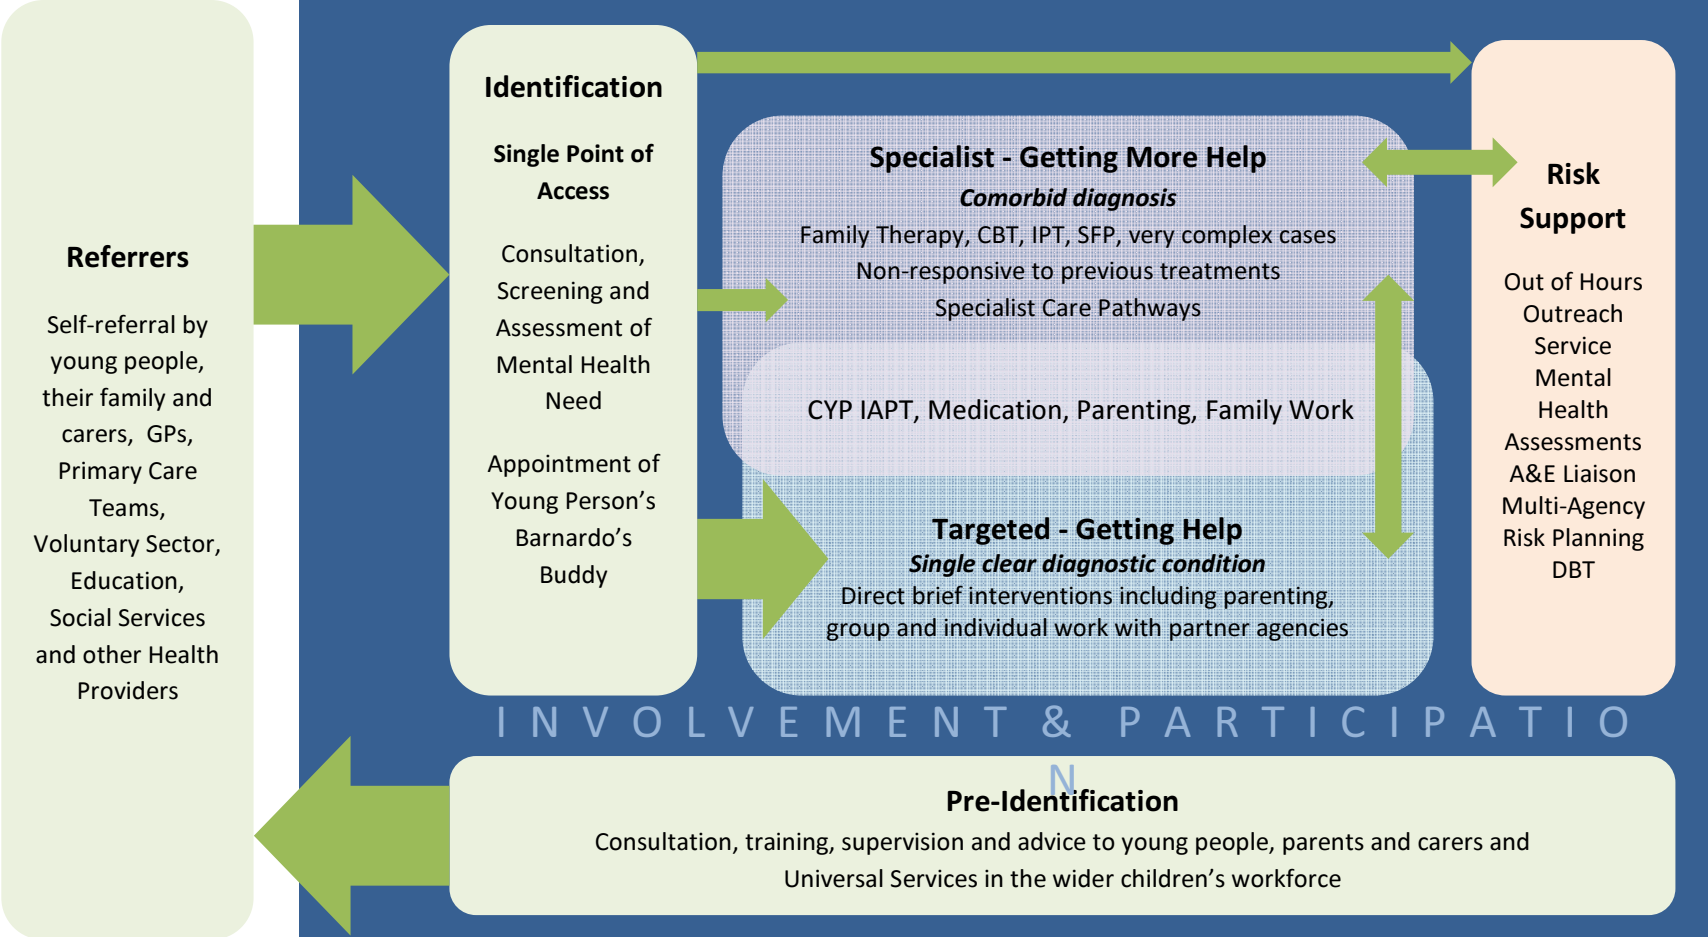 Referrers
Self-referral by
young people,
their family and
carers,  GPs,
Primary Care
Teams,
Voluntary Sector,
Education,
Social Services
and other Health
Providers
Identification
Single Point of
Access
Consultation,
Screening and
Assessment of
Mental Health
Need
Appointment of
Young Person’s
Barnardo’s
Buddy
Specialist - Getting More Help
Comorbid diagnosis
Family Therapy, CBT, IPT, SFP, very complex cases
Non-responsive to previous treatments
Specialist Care Pathways
CYP IAPT, Medication, Parenting, Family Work
Targeted - Getting Help
Single clear diagnostic condition
Direct brief interventions including parenting,
group and individual work with partner agencies
Risk
Support
Out of Hours
Outreach
Service
Mental
Health
Assessments
A&E Liaison
Multi-Agency
Risk Planning
DBT
INVOLVEMENT & PARTICIPATIO
N
Pre-Identification
Consultation, training, supervision and advice to young people, parents and carers and
Universal Services in the wider children’s workforce